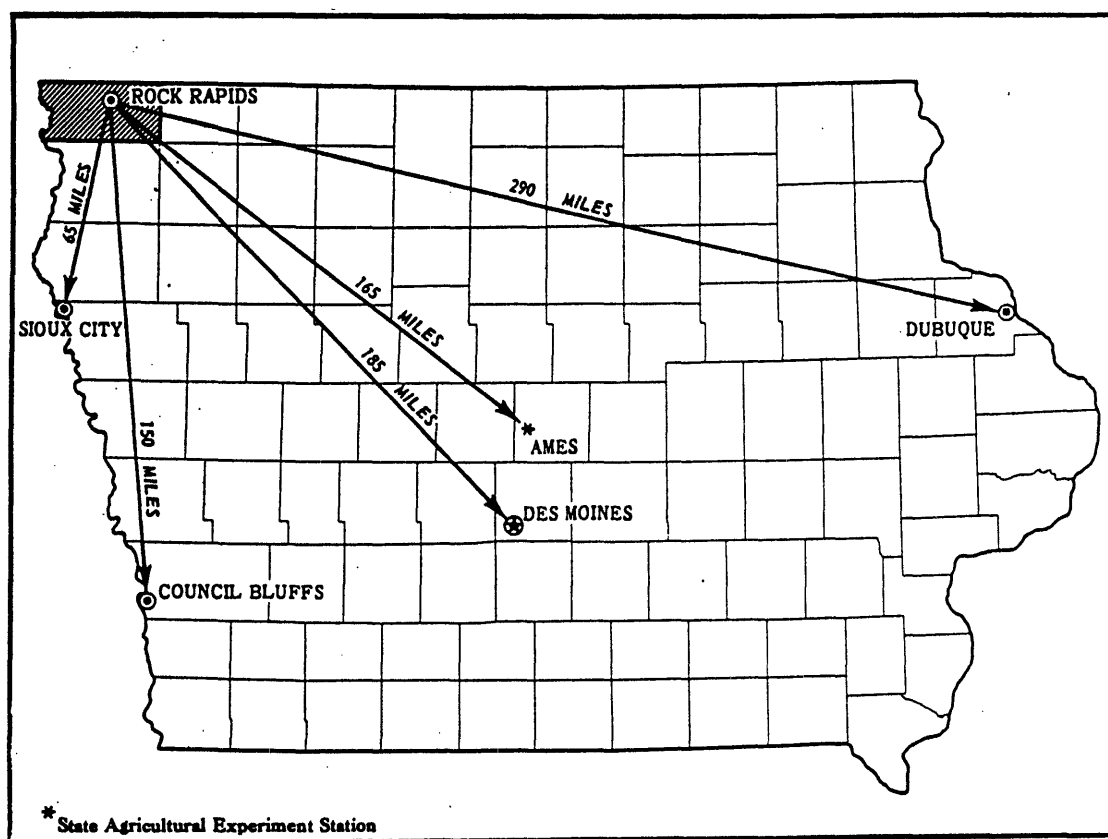 ROCK RAPIDS
65 MILES
290 MILES
165 MILES
185 MILES
150 MILES
SIOUX CITY
DUBUQUE
* AMES
DES MOINES
COUNCIL BLUFFS
* State Agricultural Experiment Station